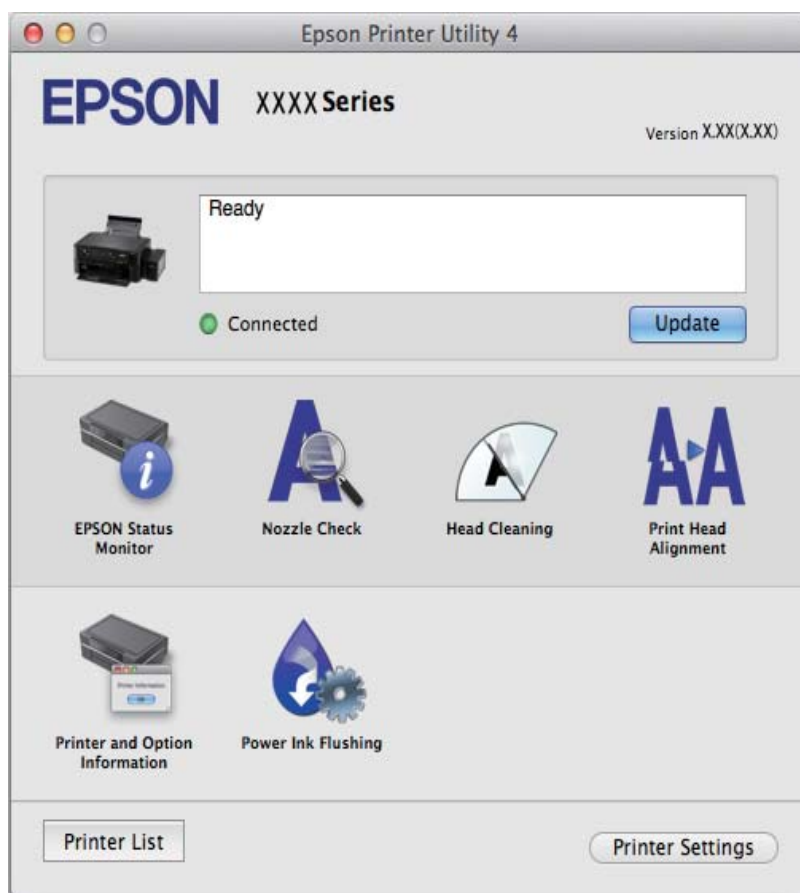 Epson Printer Utility 4
EPSON
XXXX Series
Version X.XX(X.XX)
Ready
Connected
Update
EPSON Status
Monitor
Nozzle Check
Head Cleaning
Print Head
Alignment
Printer and Option
Information
Power Ink Flushing
Printer List
Printer Settings